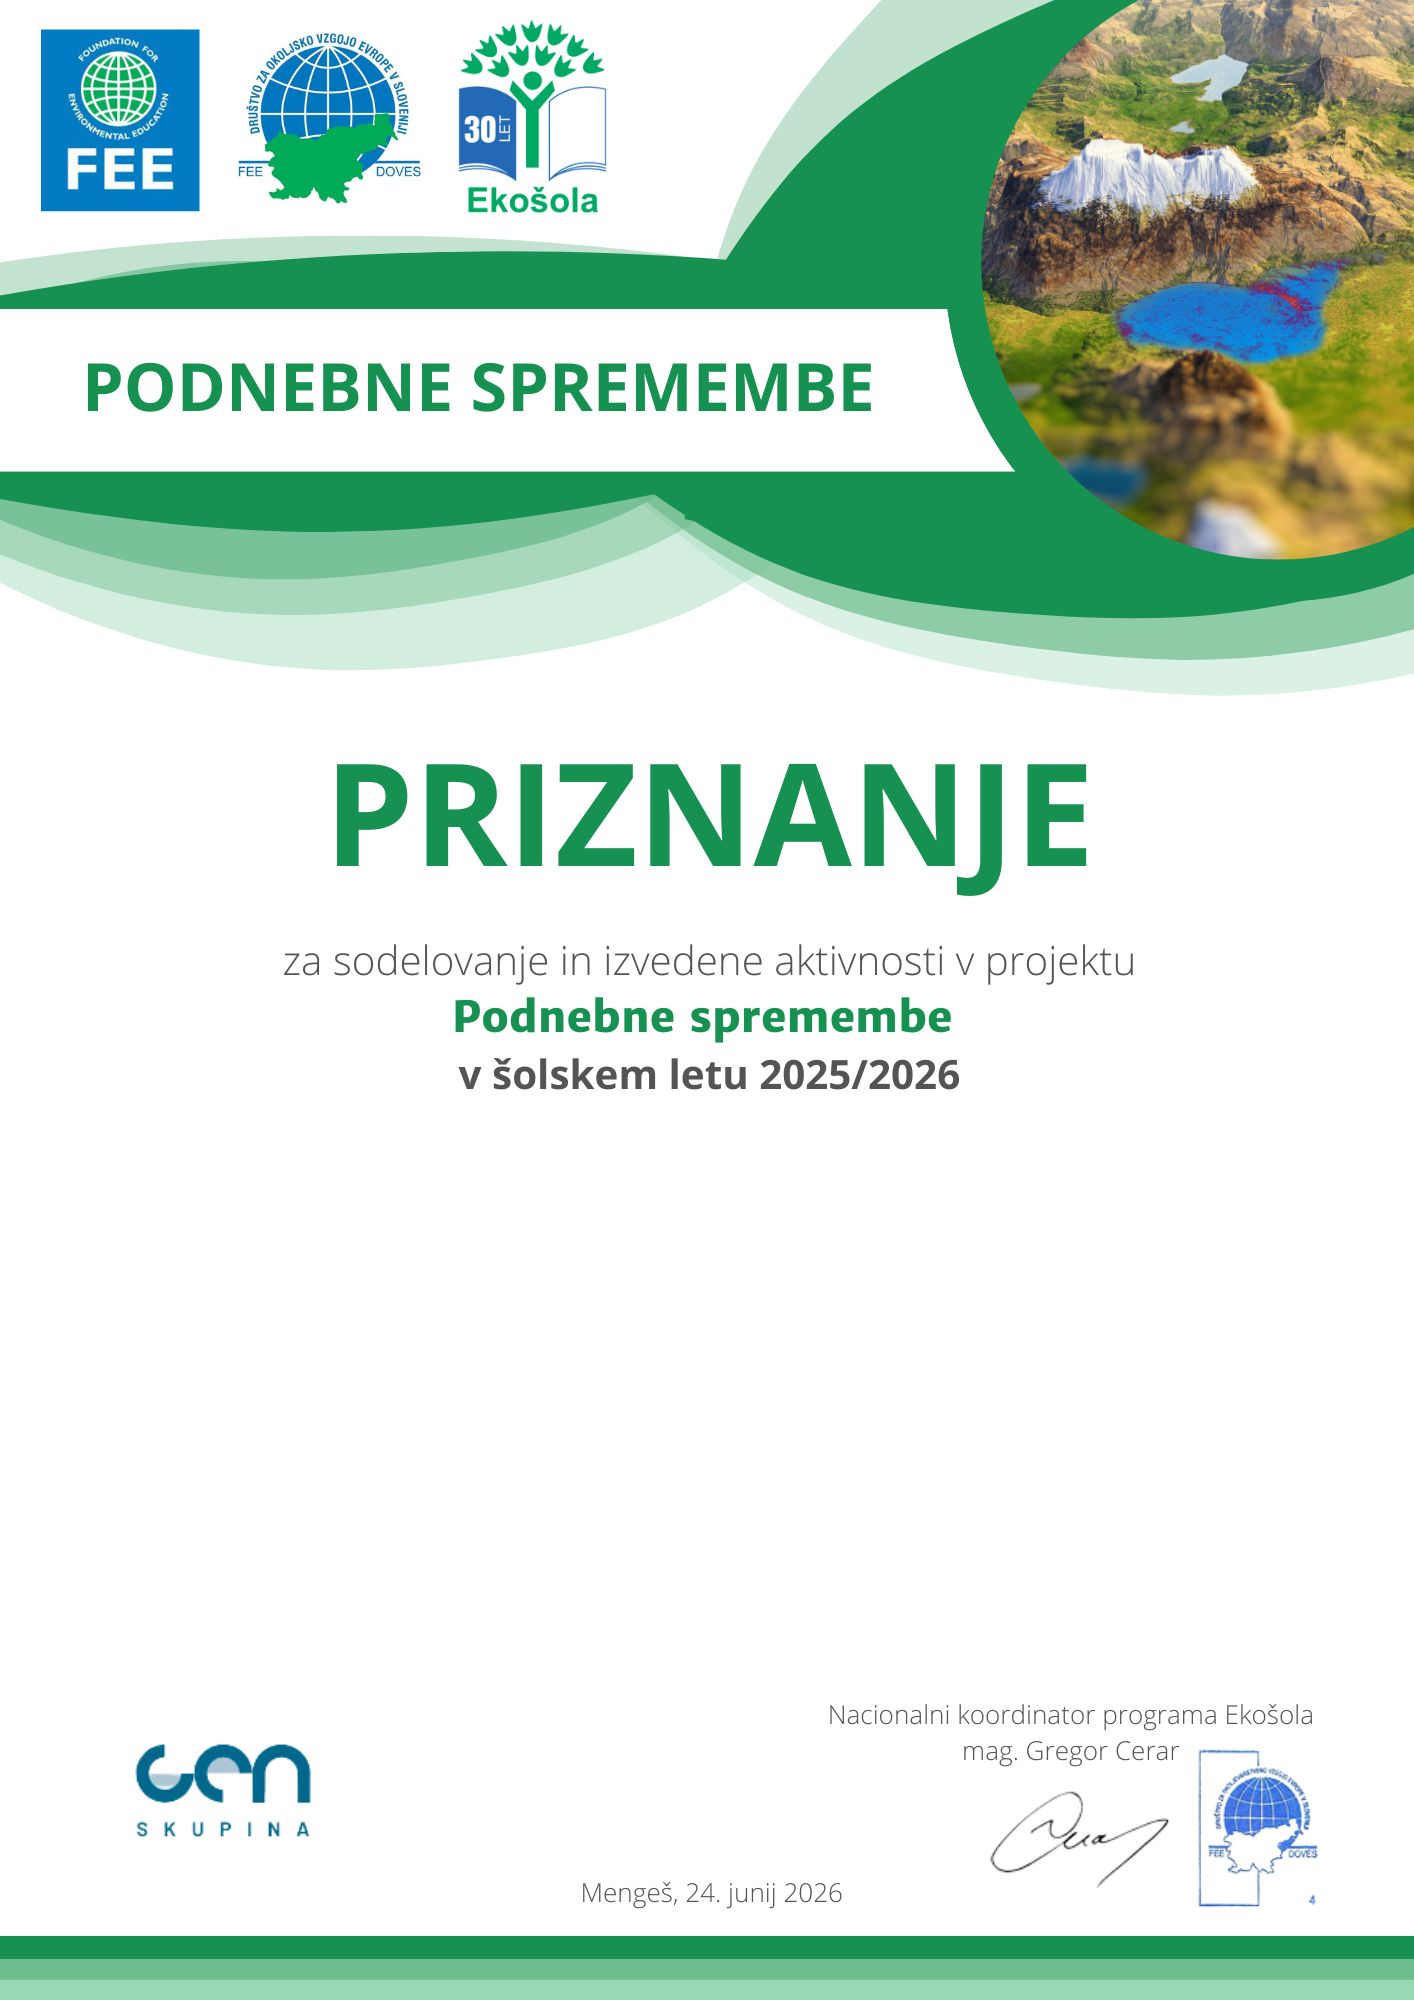 FOUNDATION FOR
ENVIRONMENTAL EDUCATION
FEE
DRUŠTVO ZA OKOLJSKO VZGOJO EVROPE V SLOVENIJI
FEE DOVES
30 LET
Ekošola
PODNEBNE SPREMEMBE
PRIZNANJE
za sodelovanje in izvedene aktivnosti v projektu
Podnebne spremembe
v šolskem letu 2025/2026
Nacionalni koordinator programa Ekošola
mag. Gregor Cerar
gen
SKUPINA
FEE DOVES
4
Mengeš, 24. junij 2026